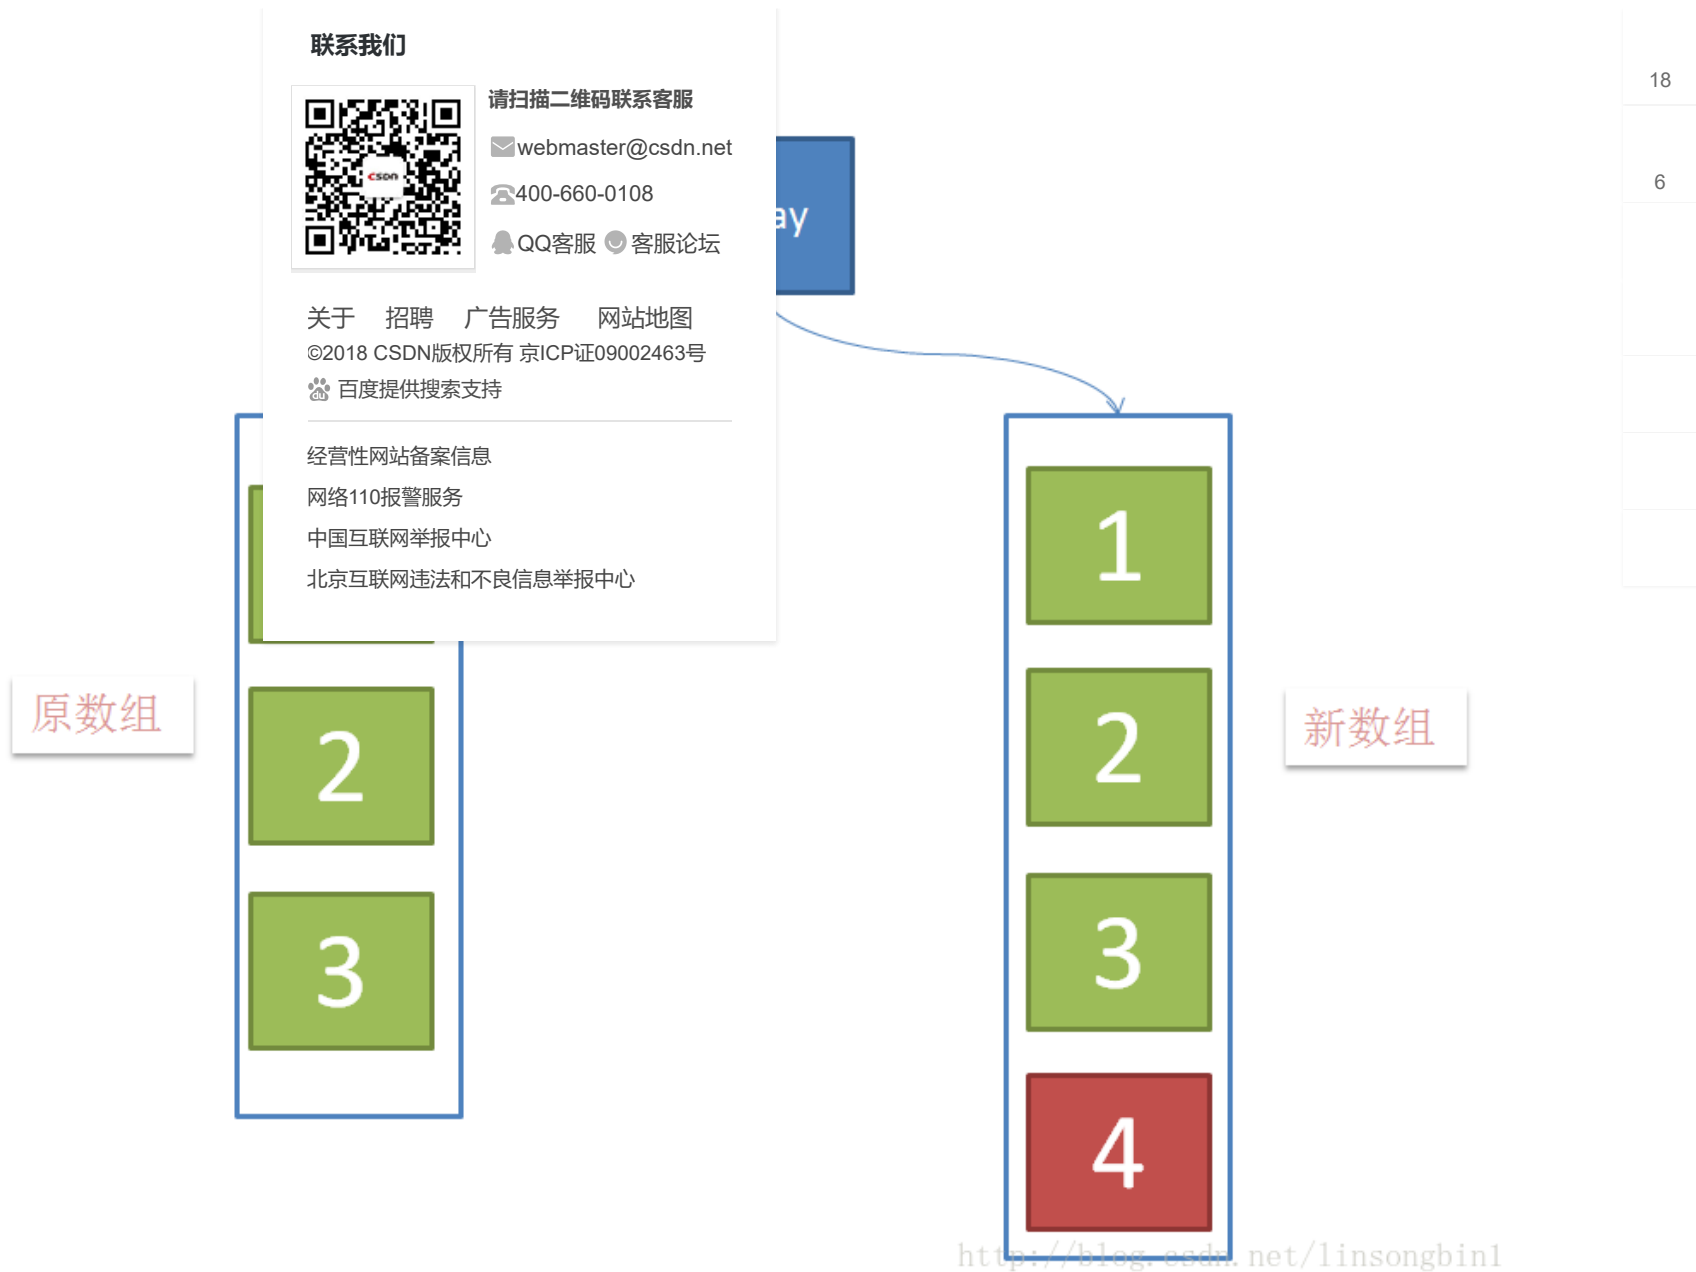 联系我们
请扫描二维码联系客服
webmaster@csdn.net
400-660-0108
QQ客服 客服论坛
关于 招聘 广告服务 网站地图
©2018 CSDN版权所有 京ICP证09002463号
百度提供搜索支持
经营性网站备案信息
网络110报警服务
中国互联网举报中心
北京互联网违法和不良信息举报中心
CSDN
du
ay
18
6
原数组
2
3
1
2
3
4
新数组
http://blog.csdn.net/linsongbin1